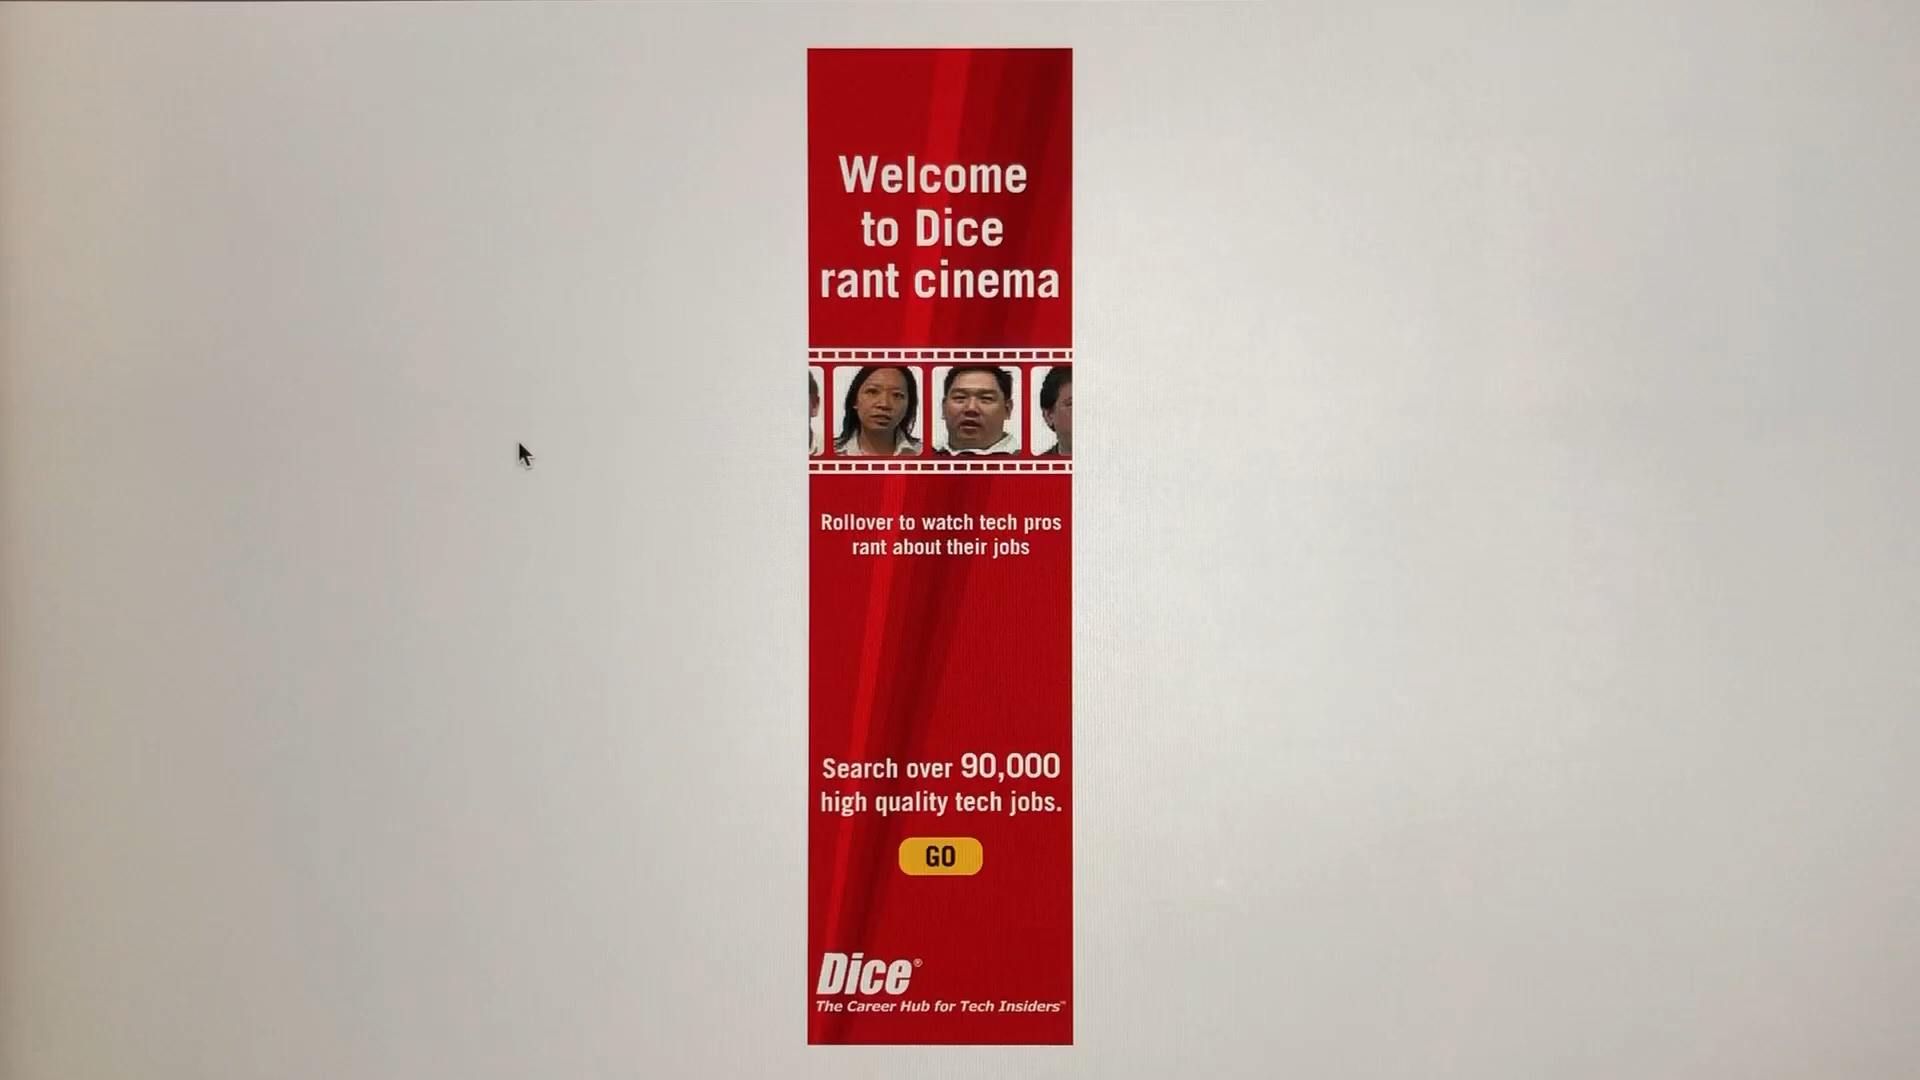 Welcome
to Dice
rant cinema
Rollover to watch tech pros
rant about their jobs
Search over 90,000
high quality tech jobs.
GO
Dice®
The Career Hub for Tech Insiders™